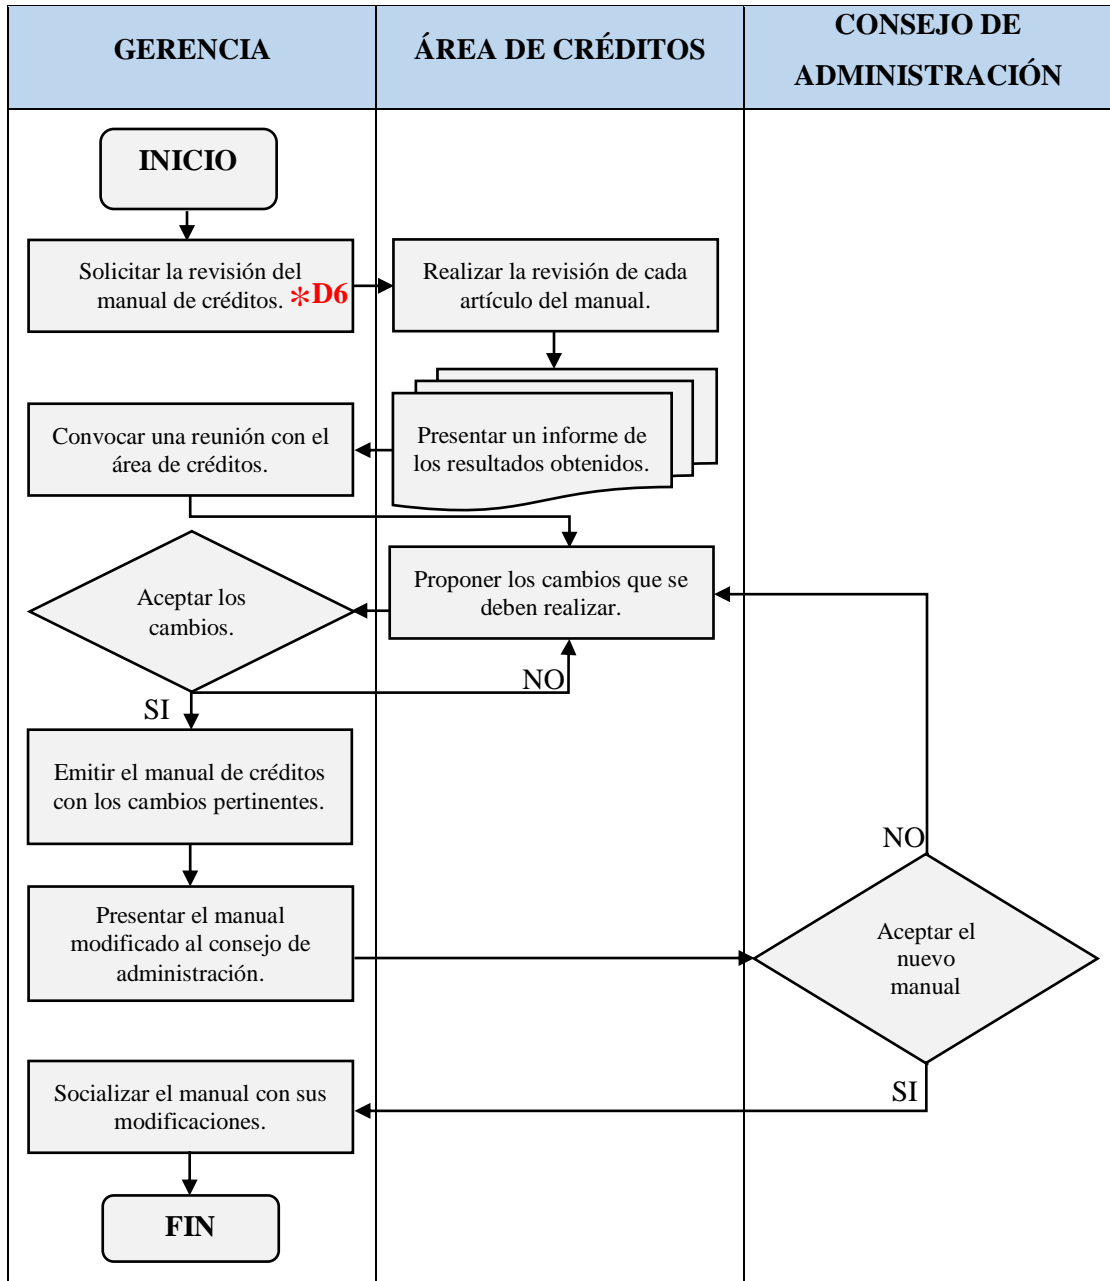 GERENCIA
ÁREA DE CRÉDITOS
CONSEJO DE
ADMINISTRACIÓN
INICIO
Solicitar la revisión del
manual de créditos. *D6
Realizar la revisión de cada
artículo del manual.
Convocar una reunión con el
área de créditos.
Presentar un informe de
los resultados obtenidos.
Aceptar los
cambios.
Proponer los cambios que se
deben realizar.
NO
SI
Emitir el manual de créditos
con los cambios pertinentes.
NO
Presentar el manual
modificado al consejo de
administración.
Aceptar el
nuevo
manual
SI
Socializar el manual con sus
modificaciones.
FIN